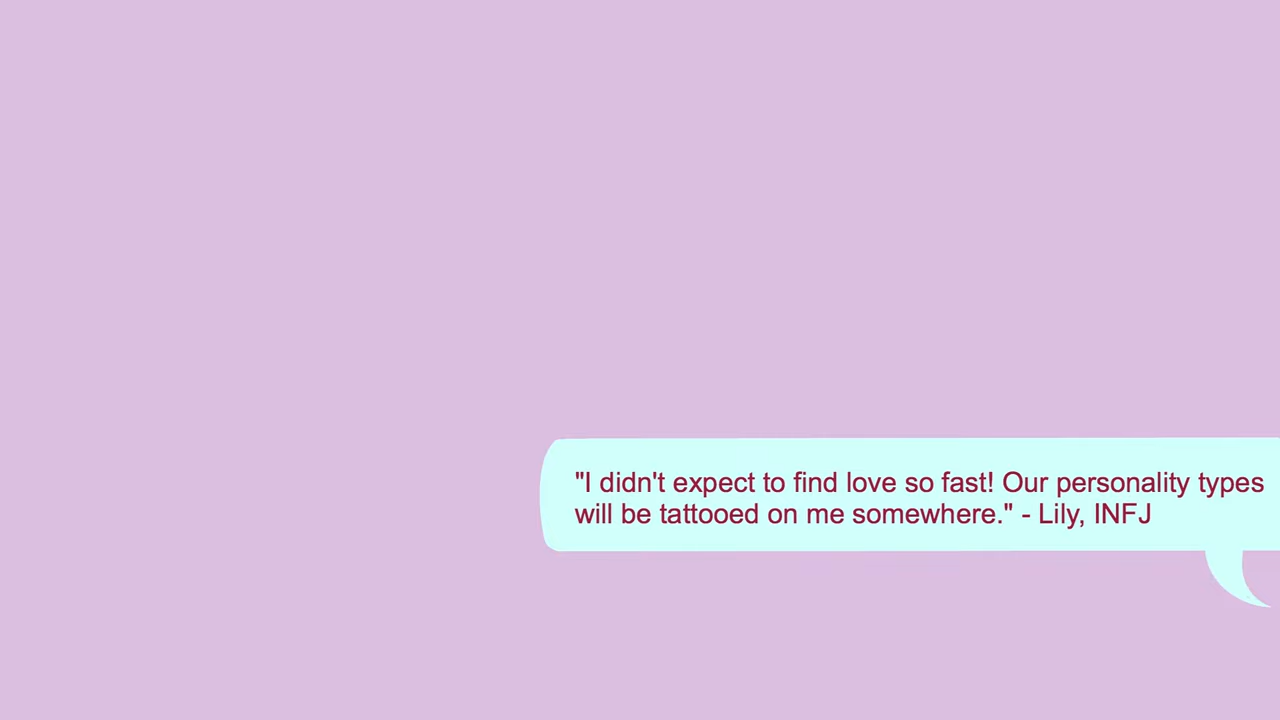 "I didn't expect to find love so fast! Our personality types
will be tattooed on me somewhere." - Lily, INFJ